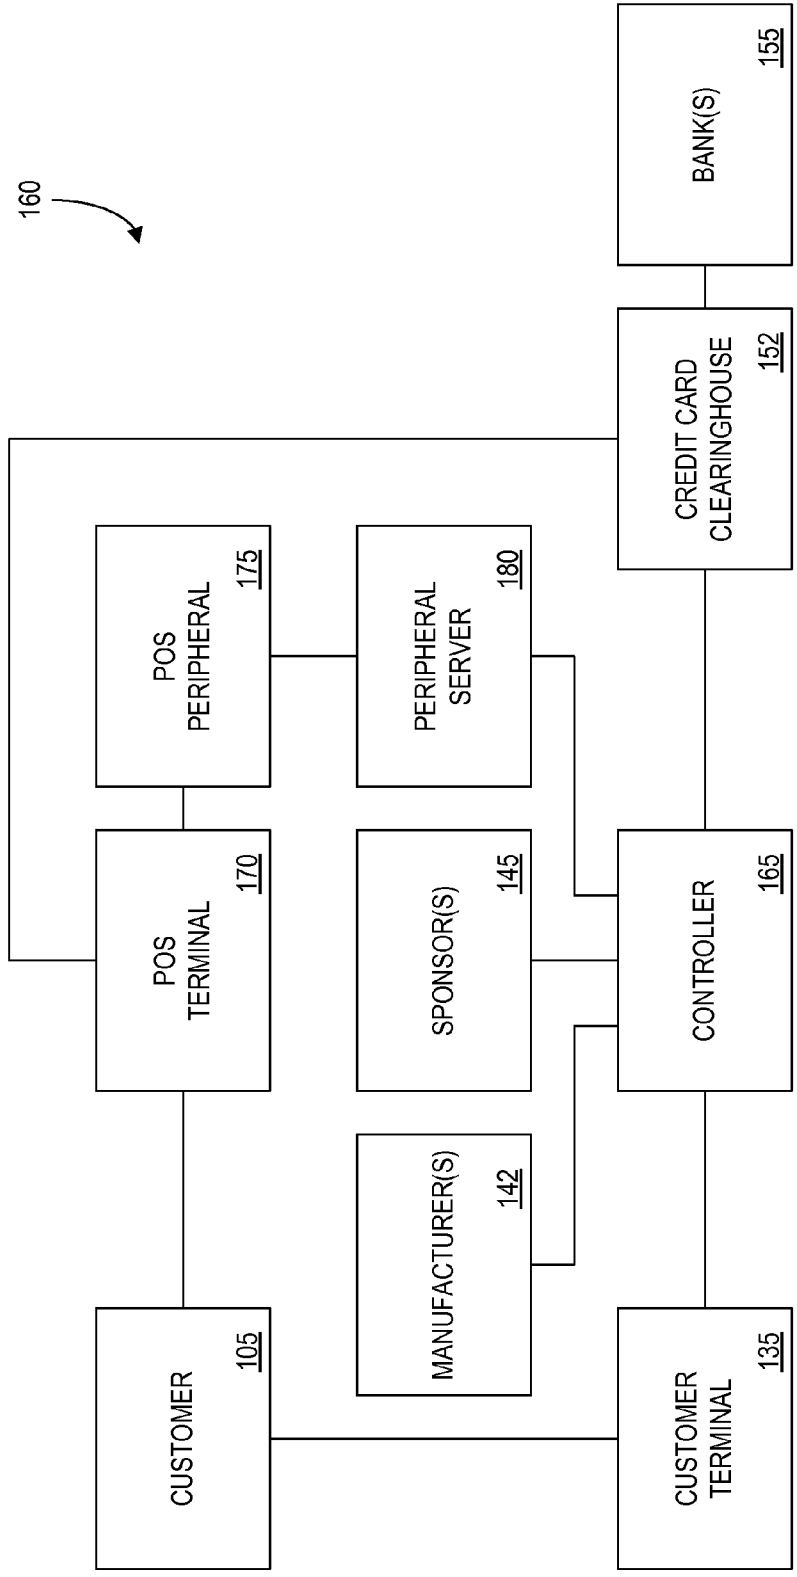 160
CUSTOMER
105
POS
TERMINAL
170
POS
PERIPHERAL
175
MANUFACTURER(S)
142
SPONSOR(S)
145
PERIPHERAL
SERVER
180
CUSTOMER
TERMINAL
135
CONTROLLER
165
CREDIT CARD
CLEARINGHOUSE
152
BANK(S)
155